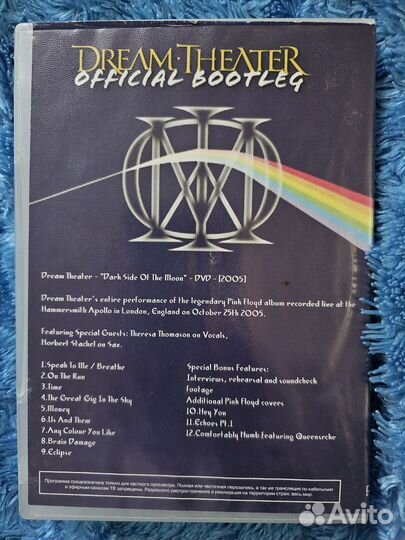 DREAM THEATER
OFFICIAL BOOTLEG
Dream Theater - "Dark Side Of The Moon" - DVD - [2005]
Dream Theater's entire performance of the legendary Pink Floyd album recorded live at the
Hammersmith Apollo in London, England on October 25th 2005.
Featuring Special Guests: Theresa Thomason on Vocals,
Norbert Stachel on Sax.
1.Speak To Me / Breathe
2.On The Run
3.Time
4.The Great Gig In The Sky
5.Money
6.Us And Them
7.Any Colour You Like
8.Brain Damage
9.Eclipse
Special Bonus Features:
Interviews, rehearsal and soundcheck
footage
Additional Pink Floyd covers
10.Hey You
11.Echoes Pt.1
12.Comfortably Numb featuring Queensrche
Программа предназначена только для частного просмотра. Полная или частичная перезапись, а так же трансляция по кабельным
и эфирным каналам ТВ запрещены. Разрешено распространение и реализация на территории стран: весь мир.
Avito